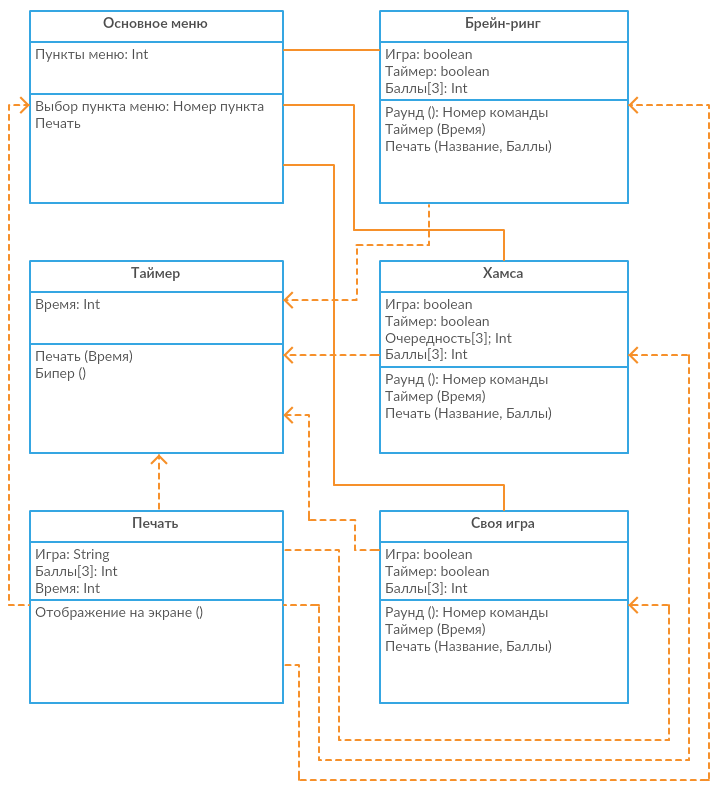 Основное меню
Пункты меню: Int
Выбор пункта меню: Номер пункта
Печать
Брейн-ринг
Игра: boolean
Таймер: boolean
Баллы[3]: Int
Раунд (): Номер команды
Таймер (Время)
Печать (Название, Баллы)
Таймер
Время: Int
Печать (Время)
Бипер ()
Хамса
Игра: boolean
Таймер: boolean
Очередность[3]; Int
Баллы[3]: Int
Раунд (): Номер команды
Таймер (Время)
Печать (Название, Баллы)
Печать
Игра: String
Баллы[3]: Int
Время: Int
Отображение на экране ()
Своя игра
Игра: boolean
Таймер: boolean
Баллы[3]: Int
Раунд (): Номер команды
Таймер (Время)
Печать (Название, Баллы)